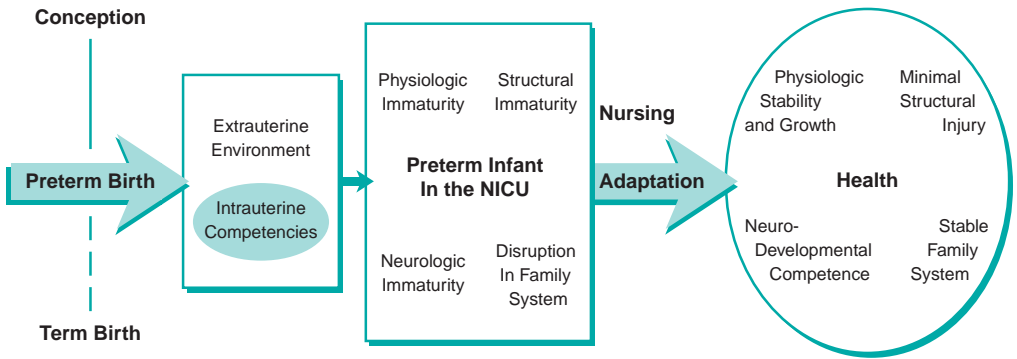 Conception
Preterm Birth
Term Birth
Extrauterine
Environment
Intrauterine
Competencies
Physiologic
Immaturity
Structural
Immaturity
Preterm Infant
In the NICU
Neurologic
Immaturity
Disruption
In Family
System
Nursing
Adaptation
Physiologic
Stability
and Growth
Minimal
Structural
Injury
Health
Neuro-
Developmental
Competence
Stable
Family
System